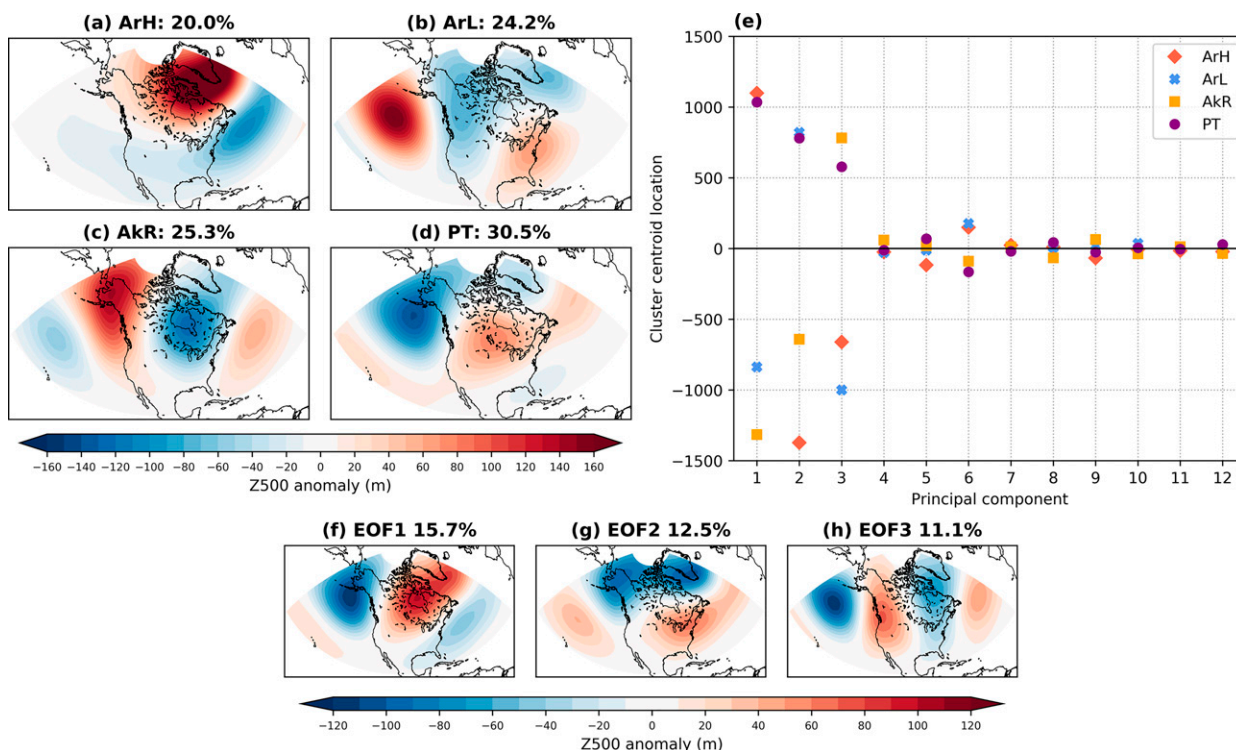 (a) ArH: 20.0%
(b) ArL: 24.2%
(c) AkR: 25.3%
(d) PT: 30.5%
−160 −140 −120 −100 −80 −60 −40 −20 0 20 40 60 80 100 120 140 160
Z500 anomaly (m)
(e)
1500
1000
500
0
−500
−1000
−1500
Cluster centroid location
ArH
ArL
AkR
PT
1 2 3 4 5 6 7 8 9 10 11 12
Principal component
(f) EOF1 15.7%
(g) EOF2 12.5%
(h) EOF3 11.1%
−120 −100 −80 −60 −40 −20 0 20 40 60 80 100 120
Z500 anomaly (m)